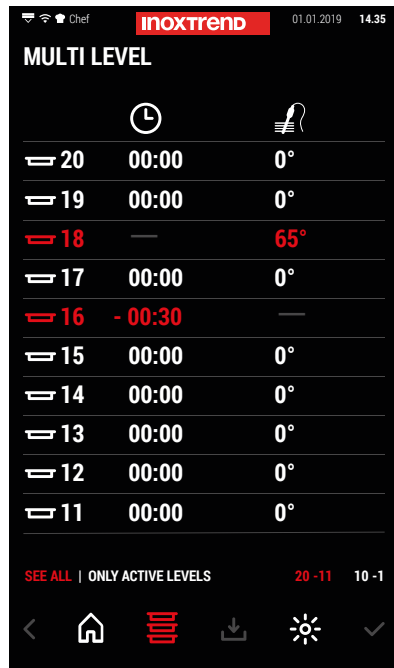 Chef INOXTREND 01.01.2019 14.35
MULTI LEVEL
20 00:00 0°
19 00:00 0°
18 — 65°
17 00:00 0°
16 - 00:30 —
15 00:00 0°
14 00:00 0°
13 00:00 0°
12 00:00 0°
11 00:00 0°
SEE ALL | ONLY ACTIVE LEVELS 20 -11 10 -1